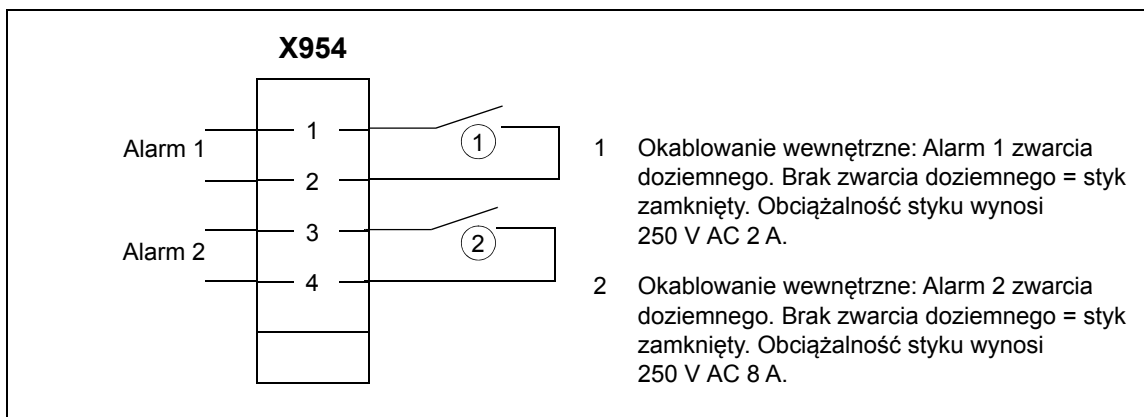 X954
Alarm 1
Alarm 2
1
2
3
4
1
2
1 Okablowanie wewnętrzne: Alarm 1 zwarcia
doziemnego. Brak zwarcia doziemnego = styk
zamknięty. Obciążalność styku wynosi
250 V AC 2 A.
2 Okablowanie wewnętrzne: Alarm 2 zwarcia
doziemnego. Brak zwarcia doziemnego = styk
zamknięty. Obciążalność styku wynosi
250 V AC 8 A.